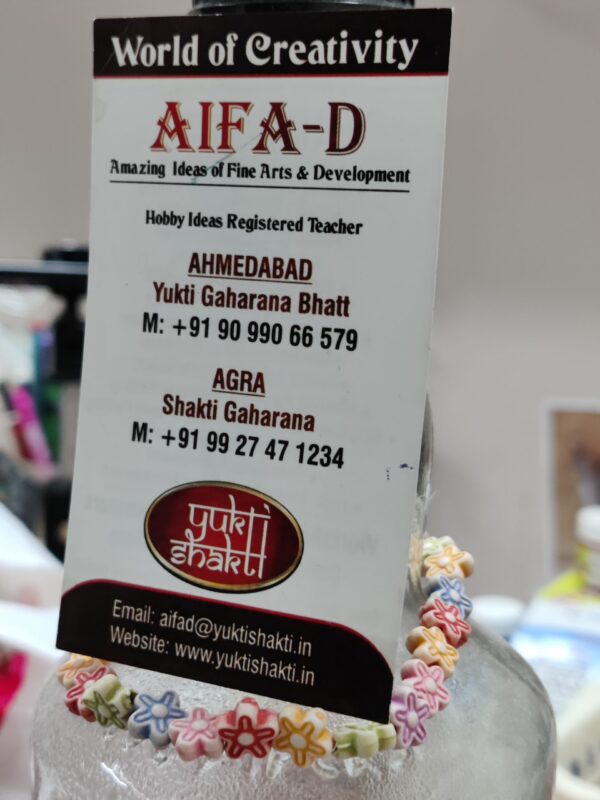 World of Creativity
AIFA-D
Amazing Ideas of Fine Arts & Development
Hobby Ideas Registered Teacher
AHMEDABAD
Yukti Gaharana Bhatt
M: +91 90 990 66 579
AGRA
Shakti Gaharana
M: +91 99 27 47 1234
yukti
shakti
Email: aifad@yuktishakti.in
Website: www.yuktishakti.in